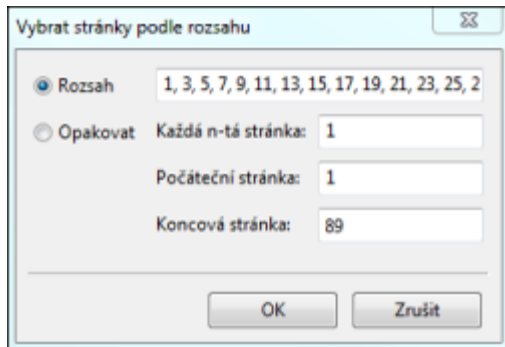 Vybrat stránky podle rozsahu
Rozsah 1, 3, 5, 7, 9, 11, 13, 15, 17, 19, 21, 23, 25, 2
Opakovat Každá n-tá stránka: 1
Počáteční stránka: 1
Koncová stránka: 89
OK Zrušit